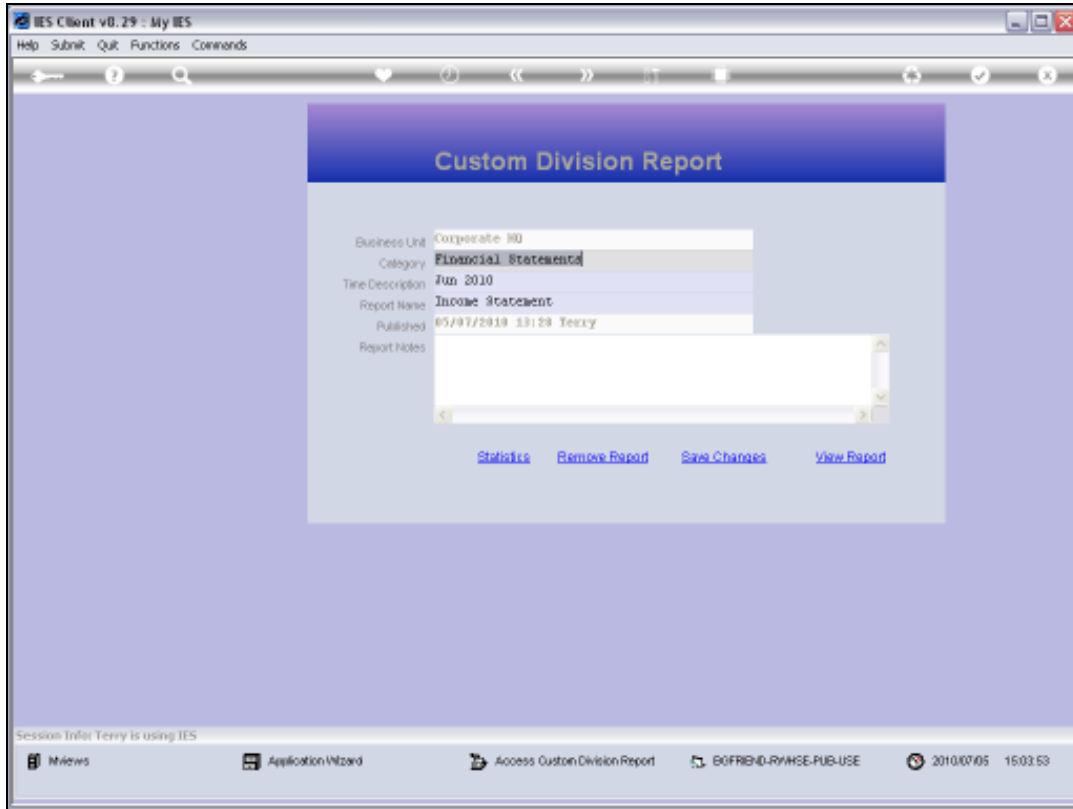 IES Client v8.29 : My IES
Help Submit Quit Functions Commands
Custom Division Report
Business Unit Corporate HQ
Category Financial Statements
Time Description Jun 2010
Report Name Income Statement
Published 05/07/2010 13:20 Terry
Report Notes
Statistics Remove Report Save Changes View Report
Session Info: Terry is using IES
Mviews Application Wizard Access Custom Division Report BGFRIEND-RWHSE-PUB-USE 2010/07/05 15:03:53